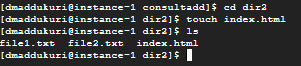 [dmaddukuri@instance-1 consultadd]$ cd dir2
[dmaddukuri@instance-1 dir2]$ touch index.html
[dmaddukuri@instance-1 dir2]$ ls
file1.txt  file2.txt  index.html
[dmaddukuri@instance-1 dir2]$